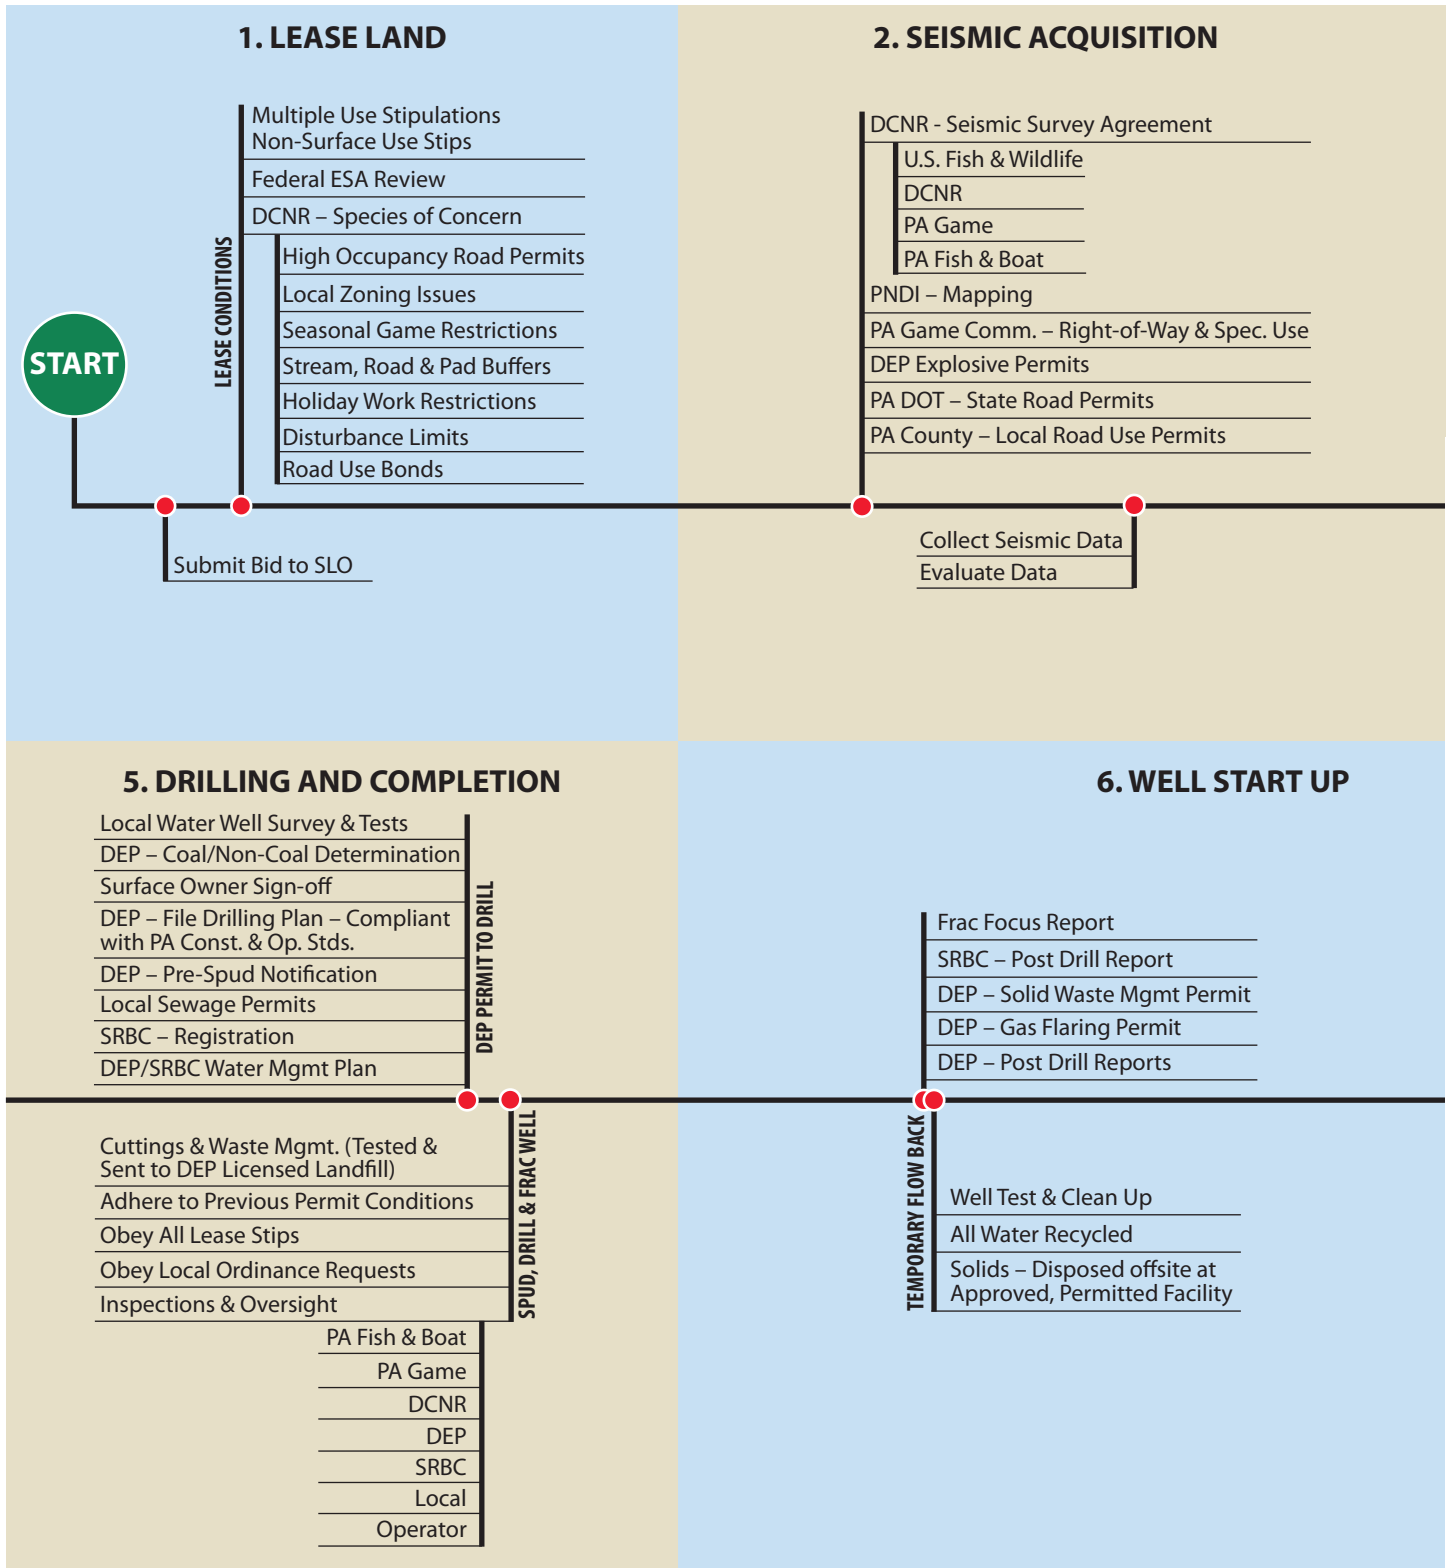 1. LEASE LAND
Multiple Use Stipulations
Non-Surface Use Stips
Federal ESA Review
DCNR – Species of Concern
High Occupancy Road Permits
Local Zoning Issues
Seasonal Game Restrictions
Stream, Road & Pad Buffers
Holiday Work Restrictions
Disturbance Limits
Road Use Bonds
LEASE CONDITIONS
START
Submit Bid to SLO
2. SEISMIC ACQUISITION
DCNR - Seismic Survey Agreement
U.S. Fish & Wildlife
DCNR
PA Game
PA Fish & Boat
PNDI – Mapping
PA Game Comm. – Right-of-Way & Spec. Use
DEP Explosive Permits
PA DOT – State Road Permits
PA County – Local Road Use Permits
Collect Seismic Data
Evaluate Data
5. DRILLING AND COMPLETION
Local Water Well Survey & Tests
DEP – Coal/Non-Coal Determination
Surface Owner Sign-off
DEP – File Drilling Plan – Compliant
with PA Const. & Op. Stds.
DEP – Pre-Spud Notification
Local Sewage Permits
SRBC – Registration
DEP/SRBC Water Mgmt Plan
DEP PERMIT TO DRILL
Cuttings & Waste Mgmt. (Tested &
Sent to DEP Licensed Landfill)
Adhere to Previous Permit Conditions
Obey All Lease Stips
Obey Local Ordinance Requests
Inspections & Oversight
SPUD, DRILL & FRAC WELL
PA Fish & Boat
PA Game
DCNR
DEP
SRBC
Local
Operator
6. WELL START UP
Frac Focus Report
SRBC – Post Drill Report
DEP – Solid Waste Mgmt Permit
DEP – Gas Flaring Permit
DEP – Post Drill Reports
TEMPORARY FLOW BACK
Well Test & Clean Up
All Water Recycled
Solids – Disposed offsite at
Approved, Permitted Facility